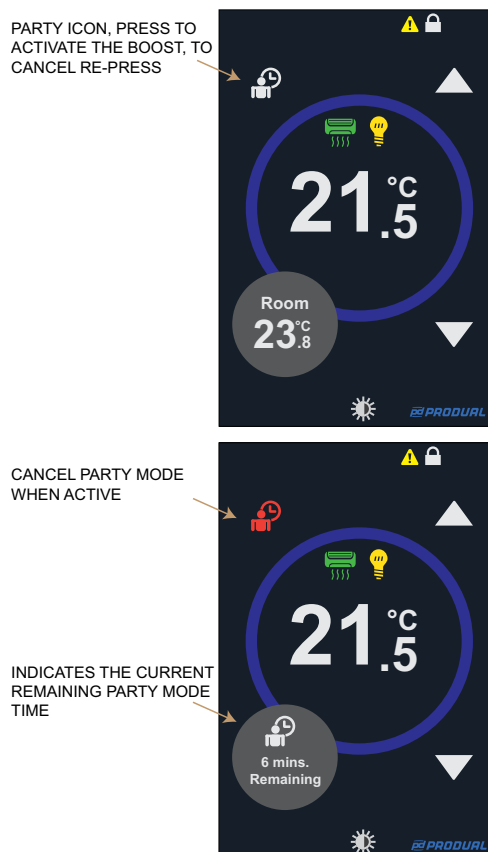 PARTY ICON, PRESS TO
ACTIVATE THE BOOST, TO
CANCEL RE-PRESS
21.5 °C
Room
23.8 °C
PRODUAL
CANCEL PARTY MODE
WHEN ACTIVE
21.5 °C
INDICATES THE CURRENT
REMAINING PARTY MODE
TIME
6 mins.
Remaining
PRODUAL